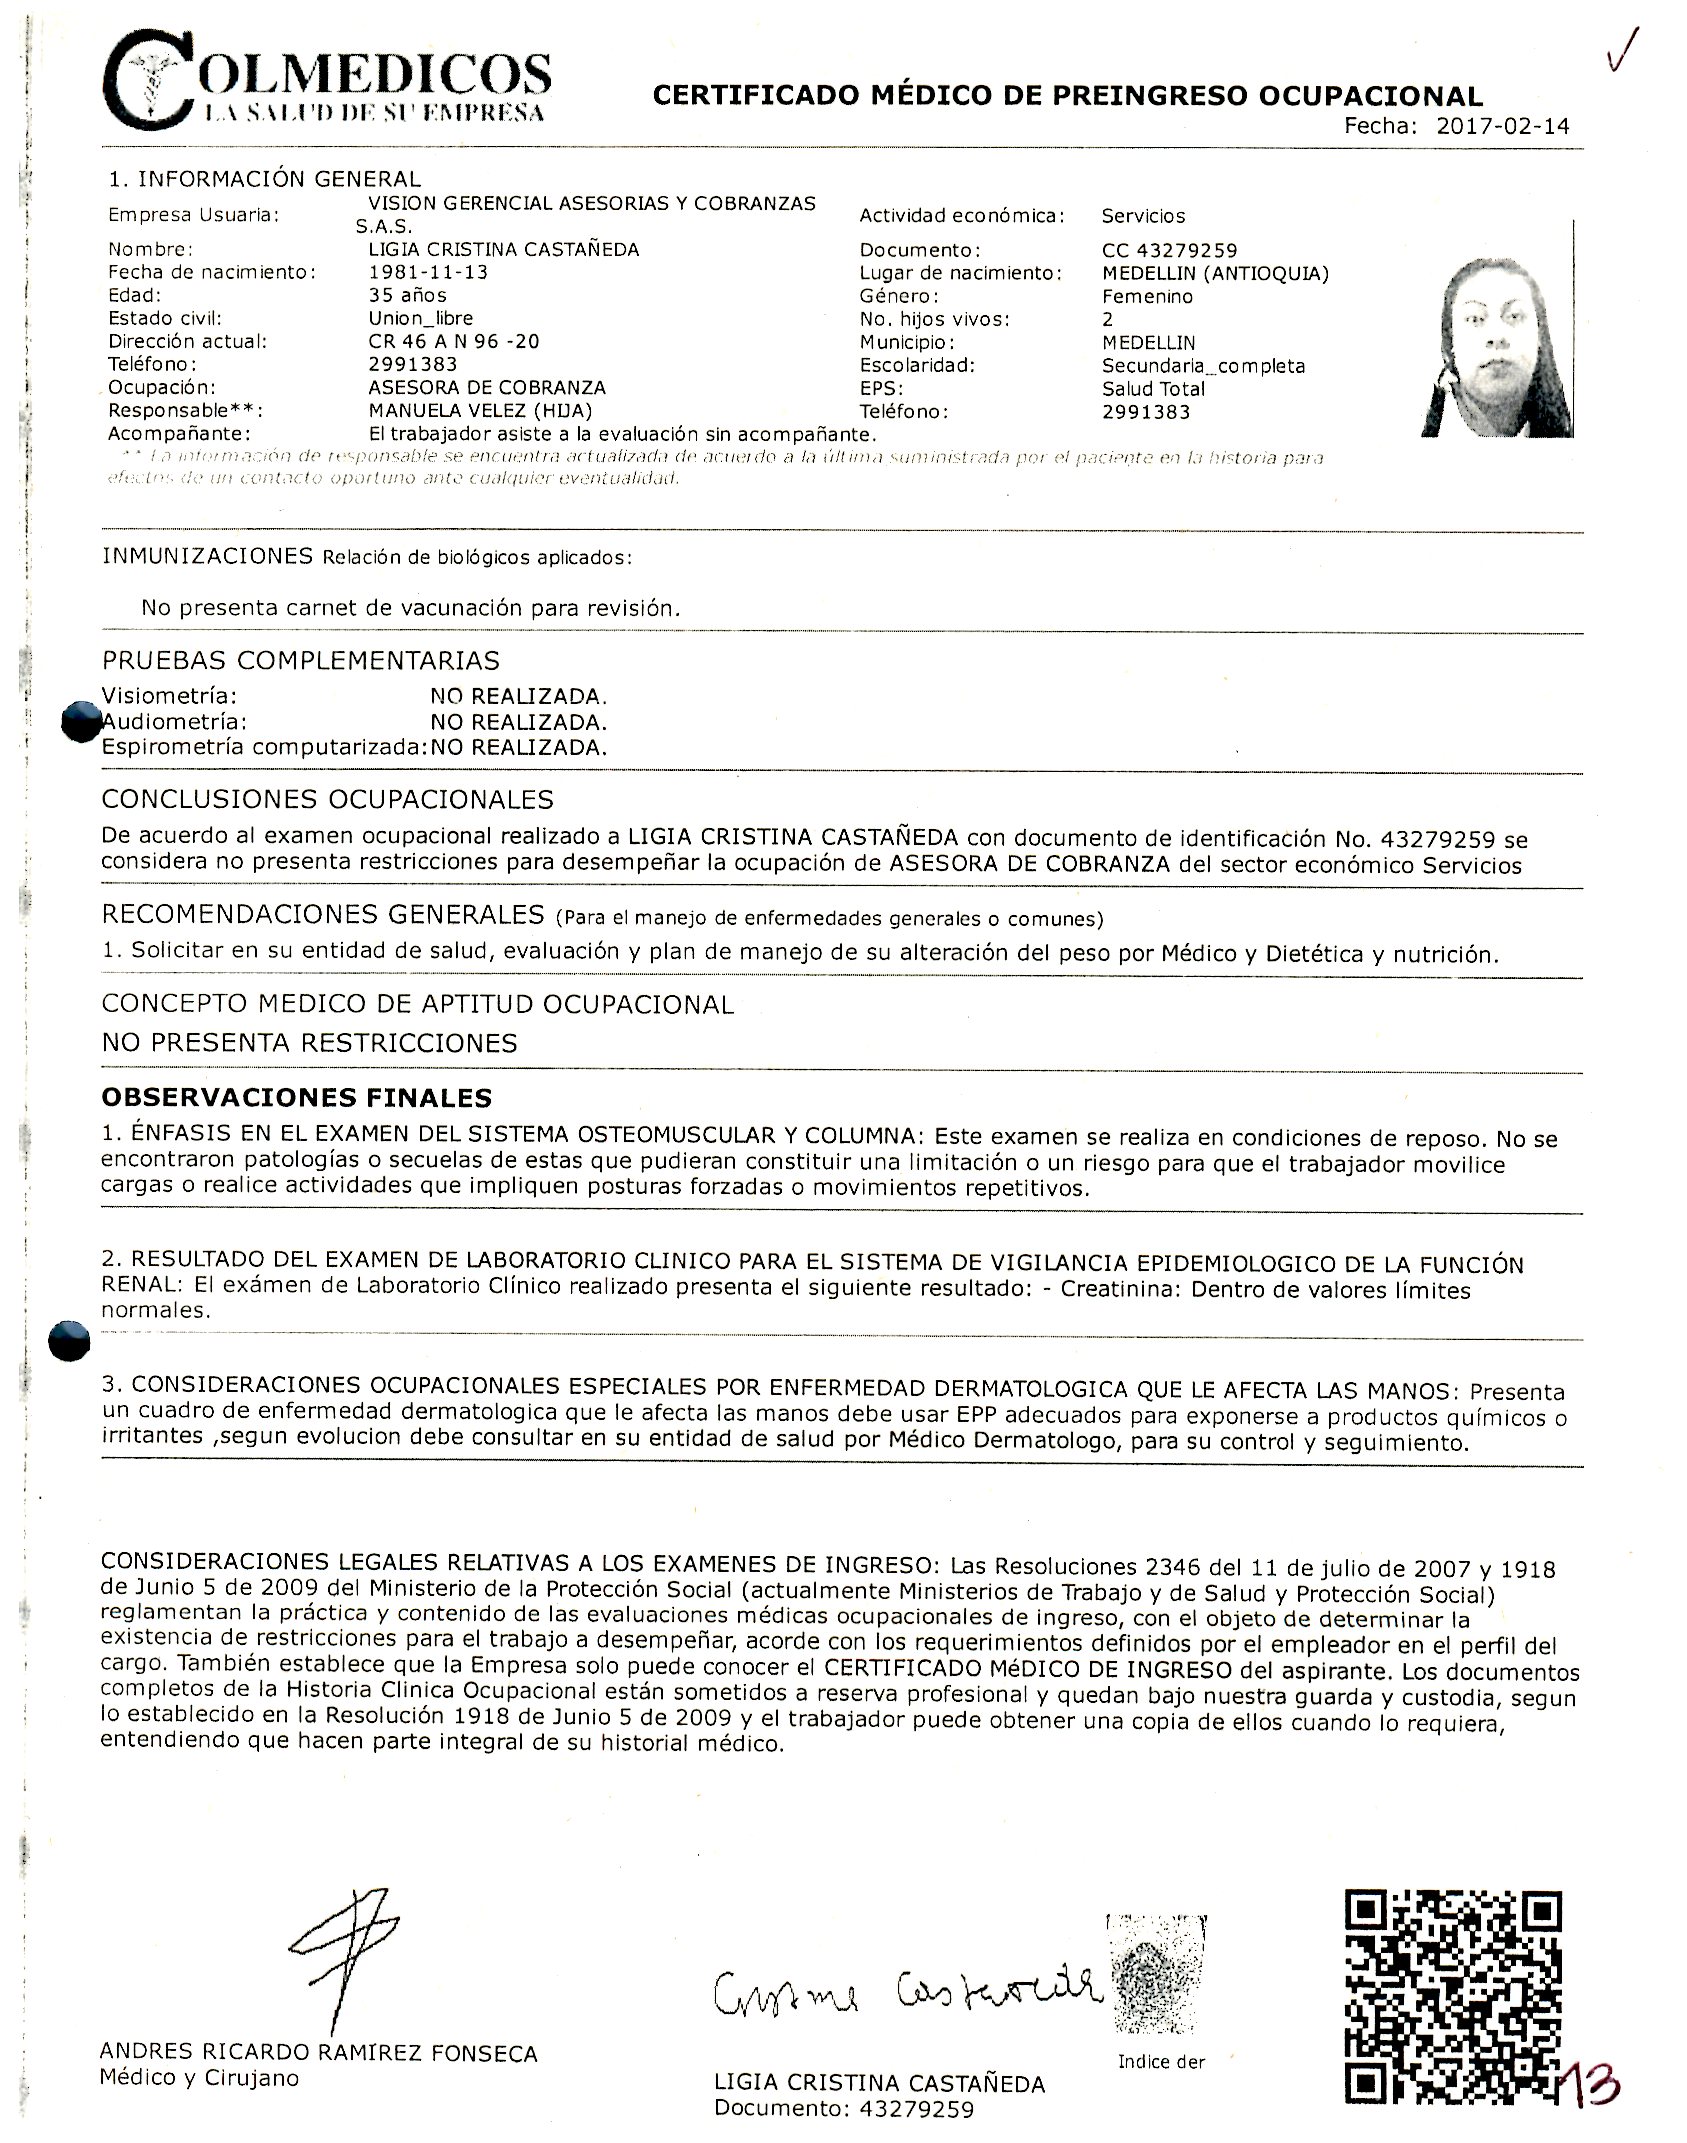 COLMEDICOS
LA SALUD DE SU EMPRESA
CERTIFICADO MÉDICO DE PREINGRESO OCUPACIONAL
Fecha: 2017-02-14
1. INFORMACIÓN GENERAL
Empresa Usuaria: VISION GERENCIAL ASESORIAS Y COBRANZAS S.A.S. Actividad económica: Servicios
Nombre: LIGIA CRISTINA CASTAÑEDA Documento: CC 43279259
Fecha de nacimiento: 1981-11-13 Lugar de nacimiento: MEDELLIN (ANTIOQUIA)
Edad: 35 años Género: Femenino
Estado civil: Union_libre No. hijos vivos: 2
Dirección actual: CR 46 A N 96 -20 Municipio: MEDELLIN
Teléfono: 2991383 Escolaridad: Secundaria_completa
Ocupación: ASESORA DE COBRANZA EPS: Salud Total
Responsable**: MANUELA VELEZ (HIJA) Teléfono: 2991383
Acompañante: El trabajador asiste a la evaluación sin acompañante.
** La información de responsable se encuentra actualizada de acuerdo a la última suministrada por el paciente en la historia para
efectos de un contacto oportuno ante cualquier eventualidad.
INMUNIZACIONES Relación de biológicos aplicados:
No presenta carnet de vacunación para revisión.
PRUEBAS COMPLEMENTARIAS
Visiometría: NO REALIZADA.
Audiometría: NO REALIZADA.
Espirometría computarizada: NO REALIZADA.
CONCLUSIONES OCUPACIONALES
De acuerdo al examen ocupacional realizado a LIGIA CRISTINA CASTAÑEDA con documento de identificación No. 43279259 se
considera no presenta restricciones para desempeñar la ocupación de ASESORA DE COBRANZA del sector económico Servicios
RECOMENDACIONES GENERALES (Para el manejo de enfermedades generales o comunes)
1. Solicitar en su entidad de salud, evaluación y plan de manejo de su alteración del peso por Médico y Dietética y nutrición.
CONCEPTO MEDICO DE APTITUD OCUPACIONAL
NO PRESENTA RESTRICCIONES
OBSERVACIONES FINALES
1. ÉNFASIS EN EL EXAMEN DEL SISTEMA OSTEOMUSCULAR Y COLUMNA: Este examen se realiza en condiciones de reposo. No se
encontraron patologías o secuelas de estas que pudieran constituir una limitación o un riesgo para que el trabajador movilice
cargas o realice actividades que impliquen posturas forzadas o movimientos repetitivos.
2. RESULTADO DEL EXAMEN DE LABORATORIO CLINICO PARA EL SISTEMA DE VIGILANCIA EPIDEMIOLOGICO DE LA FUNCIÓN
RENAL: El exámen de Laboratorio Clínico realizado presenta el siguiente resultado: - Creatinina: Dentro de valores límites
normales.
3. CONSIDERACIONES OCUPACIONALES ESPECIALES POR ENFERMEDAD DERMATOLOGICA QUE LE AFECTA LAS MANOS: Presenta
un cuadro de enfermedad dermatologica que le afecta las manos debe usar EPP adecuados para exponerse a productos químicos o
irritantes ,segun evolucion debe consultar en su entidad de salud por Médico Dermatologo, para su control y seguimiento.
CONSIDERACIONES LEGALES RELATIVAS A LOS EXAMENES DE INGRESO: Las Resoluciones 2346 del 11 de julio de 2007 y 1918
de Junio 5 de 2009 del Ministerio de la Protección Social (actualmente Ministerios de Trabajo y de Salud y Protección Social)
reglamentan la práctica y contenido de las evaluaciones médicas ocupacionales de ingreso, con el objeto de determinar la
existencia de restricciones para el trabajo a desempeñar, acorde con los requerimientos definidos por el empleador en el perfil del
cargo. También establece que la Empresa solo puede conocer el CERTIFICADO MéDICO DE INGRESO del aspirante. Los documentos
completos de la Historia Clinica Ocupacional están sometidos a reserva profesional y quedan bajo nuestra guarda y custodia, segun
lo establecido en la Resolución 1918 de Junio 5 de 2009 y el trabajador puede obtener una copia de ellos cuando lo requiera,
entendiendo que hacen parte integral de su historial médico.
ANDRES RICARDO RAMIREZ FONSECA
Médico y Cirujano
Cristina Castañeda
LIGIA CRISTINA CASTAÑEDA
Documento: 43279259
Indice der
13